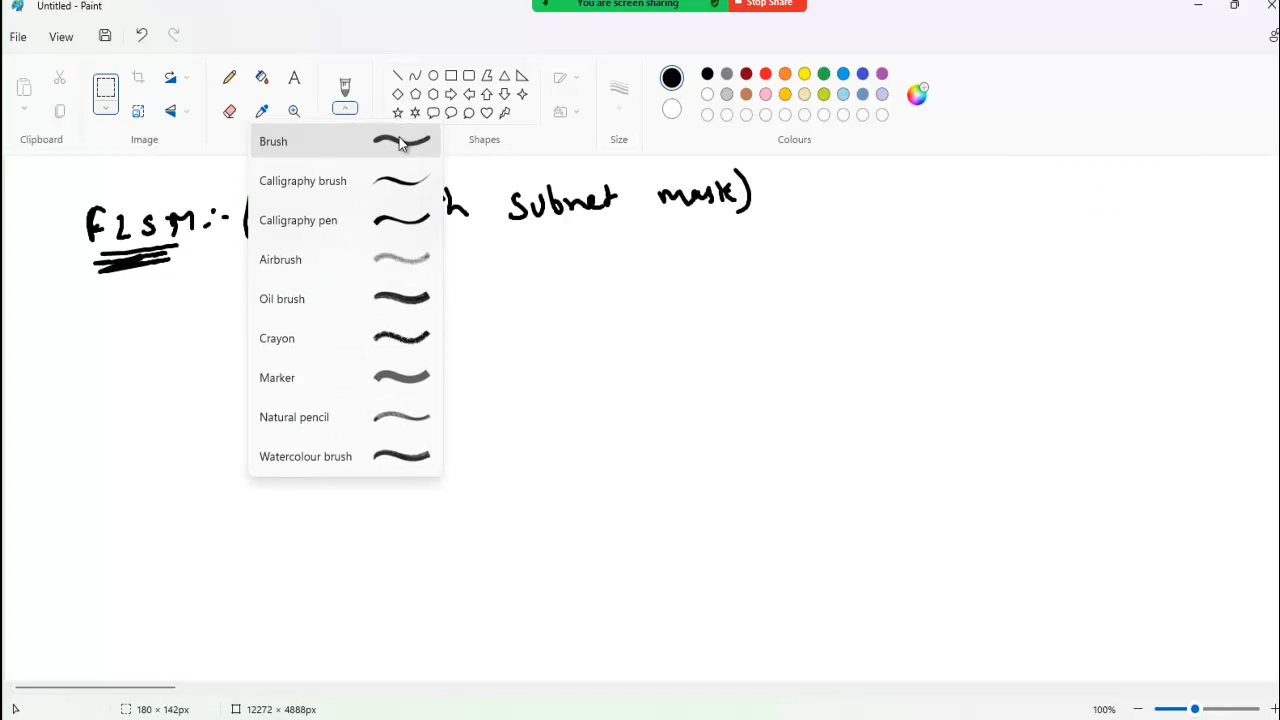 Untitled - Paint
You are screen sharing
Stop Share
File View
Clipboard
Image
Shapes
Size
Colours
Brush
Calligraphy brush
Calligraphy pen
Airbrush
Oil brush
Crayon
Marker
Natural pencil
Watercolour brush
FLSM:- ( h subnet mask)
180 × 142px
12272 × 4888px
100%